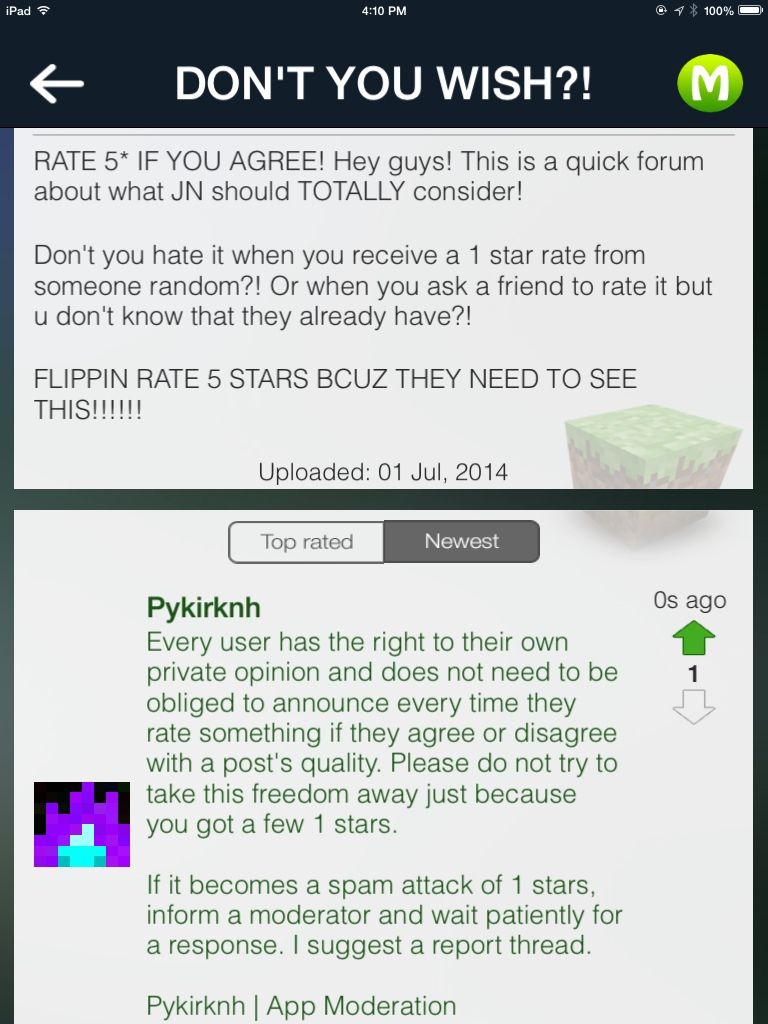 iPad
4:10 PM
100%
DON'T YOU WISH?!
M
RATE 5* IF YOU AGREE! Hey guys! This is a quick forum
about what JN should TOTALLY consider!
Don't you hate it when you receive a 1 star rate from
someone random?! Or when you ask a friend to rate it but
u don't know that they already have?!
FLIPPIN RATE 5 STARS BCUZ THEY NEED TO SEE
THIS!!!!!!
Uploaded: 01 Jul, 2014
Top rated
Newest
Pykirknh
0s ago
Every user has the right to their own
private opinion and does not need to be
obliged to announce every time they
rate something if they agree or disagree
with a post's quality. Please do not try to
take this freedom away just because
you got a few 1 stars.
1
If it becomes a spam attack of 1 stars,
inform a moderator and wait patiently for
a response. I suggest a report thread.
Pykirknh | App Moderation